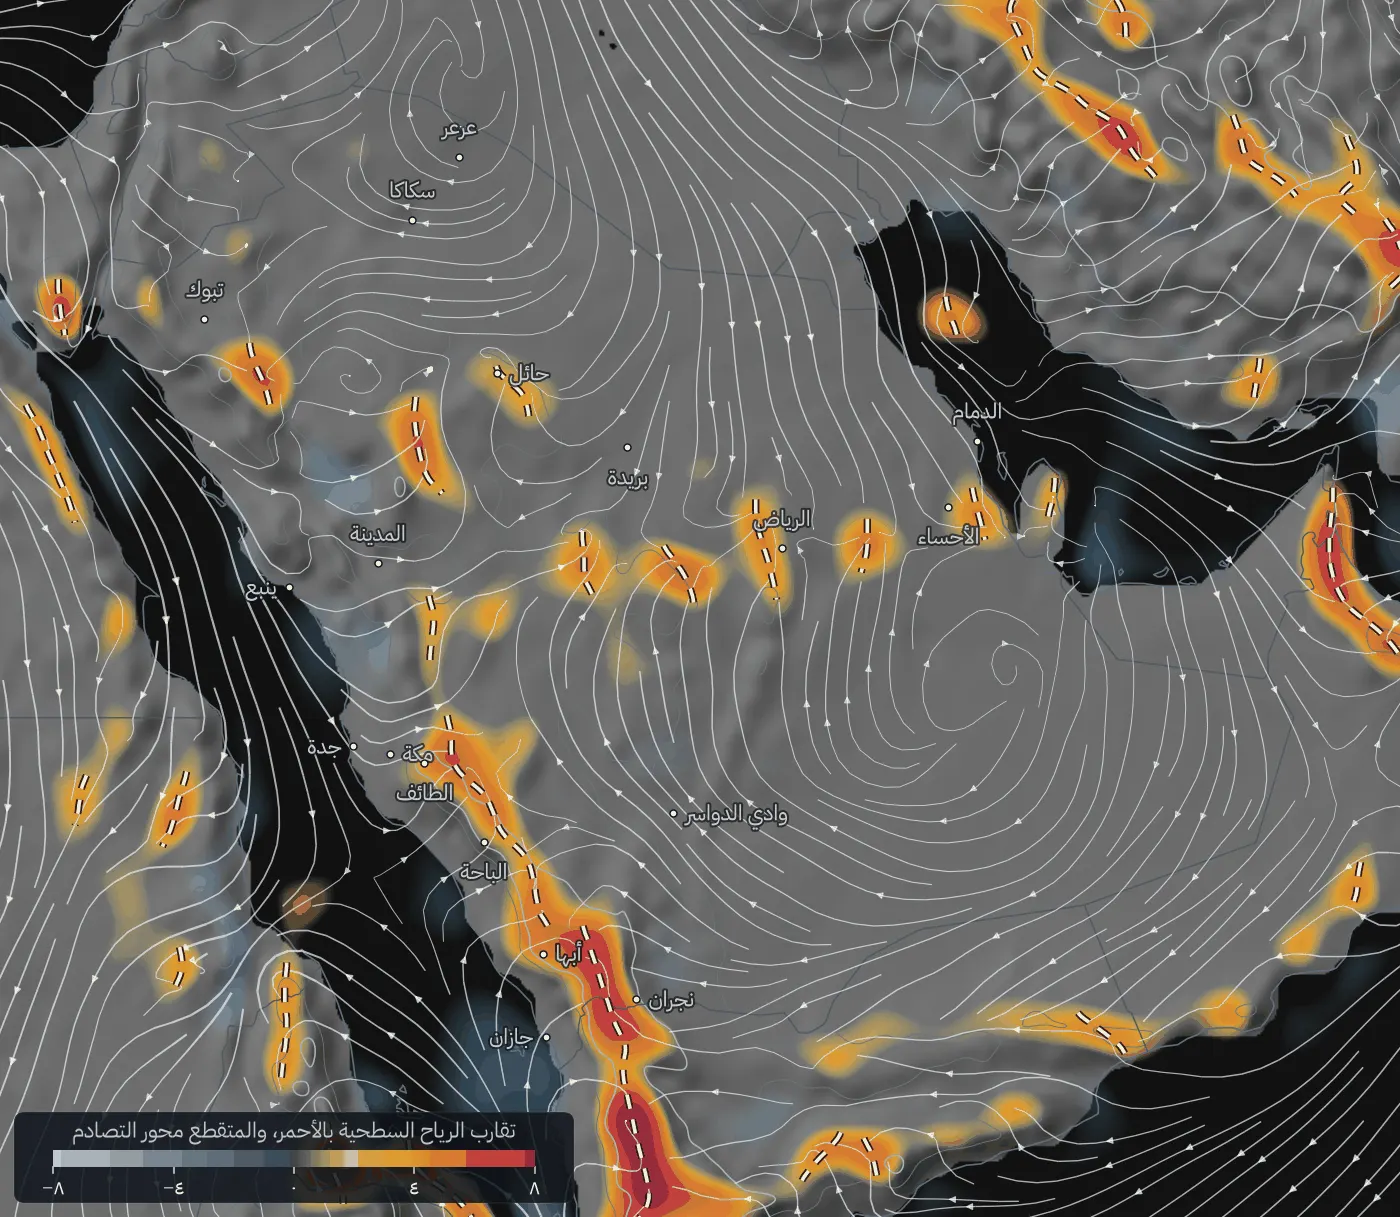 عرعر
سكاكا
تبوك
حائل
الدمام
بريدة
الرياض
الأحساء
المدينة
ينبع
جدة
مكة
الطائف
وادي الدواسر
الباحة
أبها
نجران
جازان
تقارب الرياح السطحية بالأحمر، والمتقطع محور التصادم
−٨ −٤ ٠ ٤ ٨